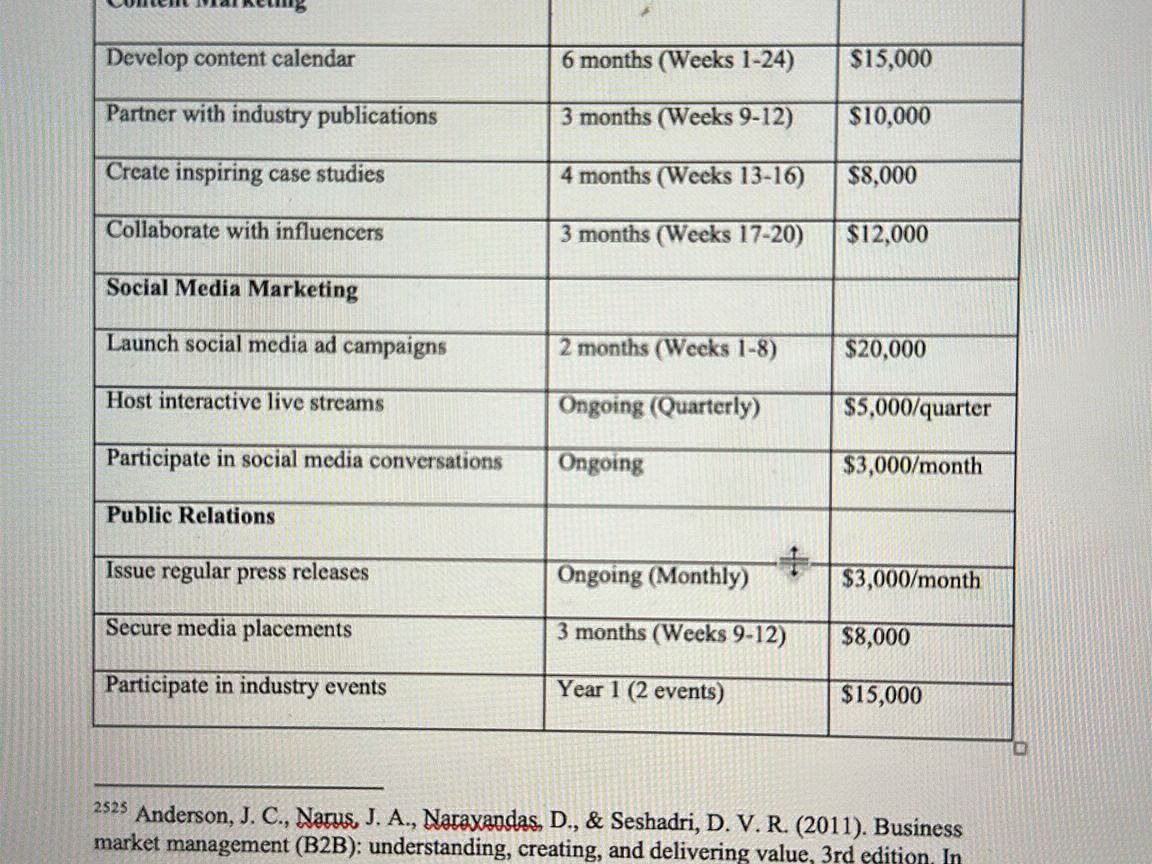 Content Marketing
Develop content calendar 6 months (Weeks 1-24) $15,000
Partner with industry publications 3 months (Weeks 9-12) $10,000
Create inspiring case studies 4 months (Weeks 13-16) $8,000
Collaborate with influencers 3 months (Weeks 17-20) $12,000
Social Media Marketing
Launch social media ad campaigns 2 months (Weeks 1-8) $20,000
Host interactive live streams Ongoing (Quarterly) $5,000/quarter
Participate in social media conversations Ongoing $3,000/month
Public Relations
Issue regular press releases Ongoing (Monthly) $3,000/month
Secure media placements 3 months (Weeks 9-12) $8,000
Participate in industry events Year 1 (2 events) $15,000
2525 Anderson, J. C., Narus, J. A., Narayandas, D., & Seshadri, D. V. R. (2011). Business
market management (B2B): understanding, creating, and delivering value, 3rd edition. In